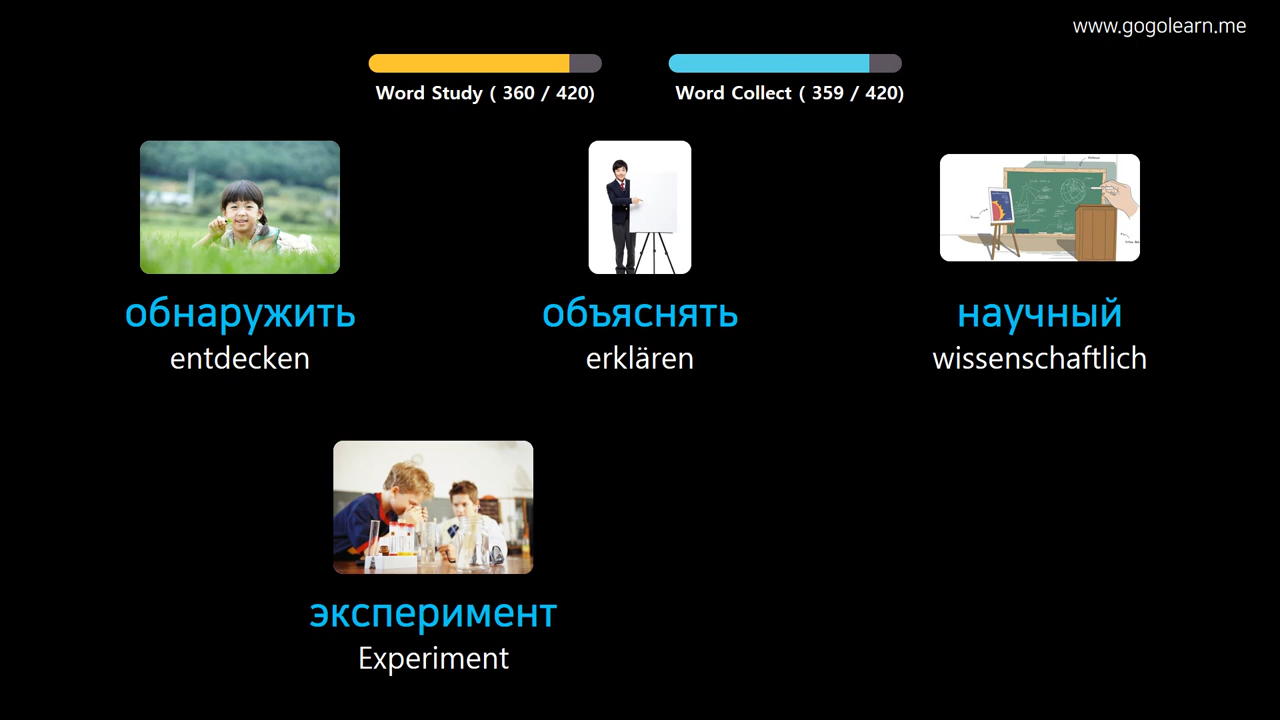 www.gogolearn.me
Word Study ( 360 / 420)
Word Collect ( 359 / 420)
обнаружить
entdecken
объяснять
erklären
научный
wissenschaftlich
эксперимент
Experiment